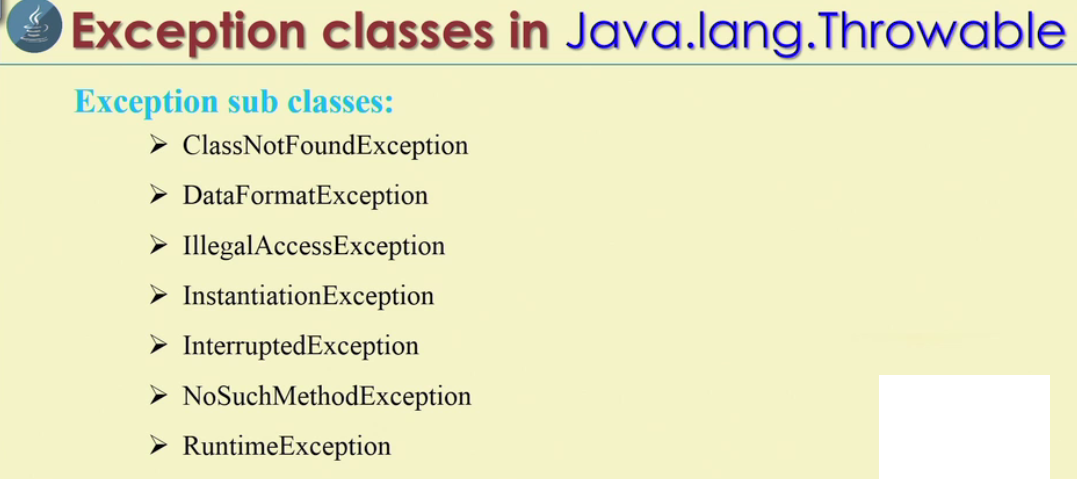 Exception classes in Java.lang.Throwable
Exception sub classes:
➢ ClassNotFoundException
➢ DataFormatException
➢ IllegalAccessException
➢ InstantiationException
➢ InterruptedException
➢ NoSuchMethodException
➢ RuntimeException